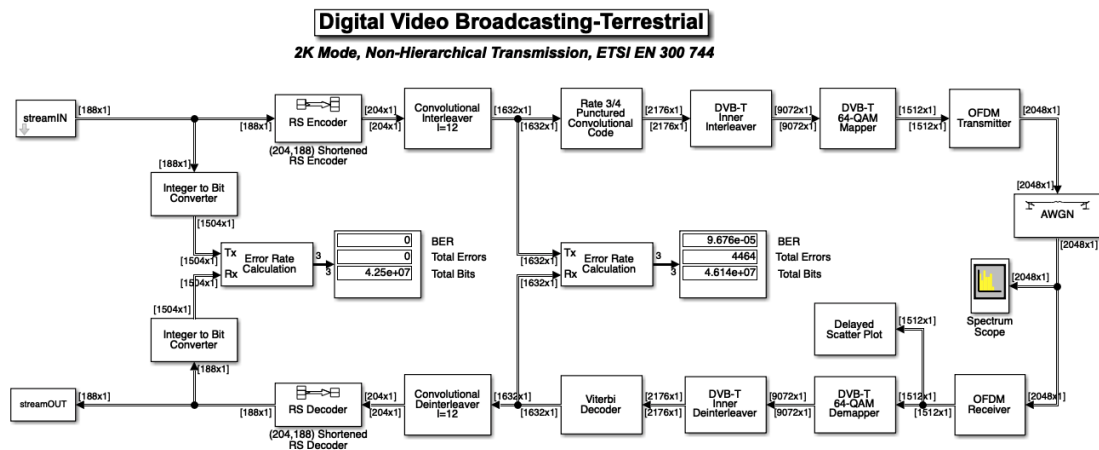 Digital Video Broadcasting-Terrestrial
2K Mode, Non-Hierarchical Transmission, ETSI EN 300 744
streamIN
[188x1]
[188x1]
RS Encoder
(204,188) Shortened
RS Encoder
[204x1]
[204x1]
Convolutional
Interleaver
I=12
[1632x1]
[1632x1]
Rate 3/4
Punctured
Convolutional
Code
[2176x1]
[2176x1]
DVB-T
Inner
Interleaver
[9072x1]
[9072x1]
DVB-T
64-QAM
Mapper
[1512x1]
[1512x1]
OFDM
Transmitter
[2048x1]
[188x1]
Integer to Bit
Converter
[1504x1]
[2048x1]
AWGN
[2048x1]
[1504x1]
[1504x1]
Tx
Rx
Error Rate
Calculation
3
3
0
0
4.25e+07
BER
Total Errors
Total Bits
[1632x1]
[1632x1]
Tx
Rx
Error Rate
Calculation
3
3
9.676e-05
4464
4.614e+07
BER
Total Errors
Total Bits
[2048x1]
Spectrum
Scope
[1504x1]
Integer to Bit
Converter
[188x1]
Delayed
Scatter Plot
[1512x1]
streamOUT
[188x1]
[188x1]
RS Decoder
(204,188) Shortened
RS Decoder
[204x1]
[204x1]
Convolutional
Deinterleaver
I=12
[1632x1]
[1632x1]
Viterbi
Decoder
[2176x1]
[2176x1]
DVB-T
Inner
Deinterleaver
[9072x1]
[9072x1]
DVB-T
64-QAM
Demapper
[1512x1]
[1512x1]
OFDM
Receiver
[2048x1]